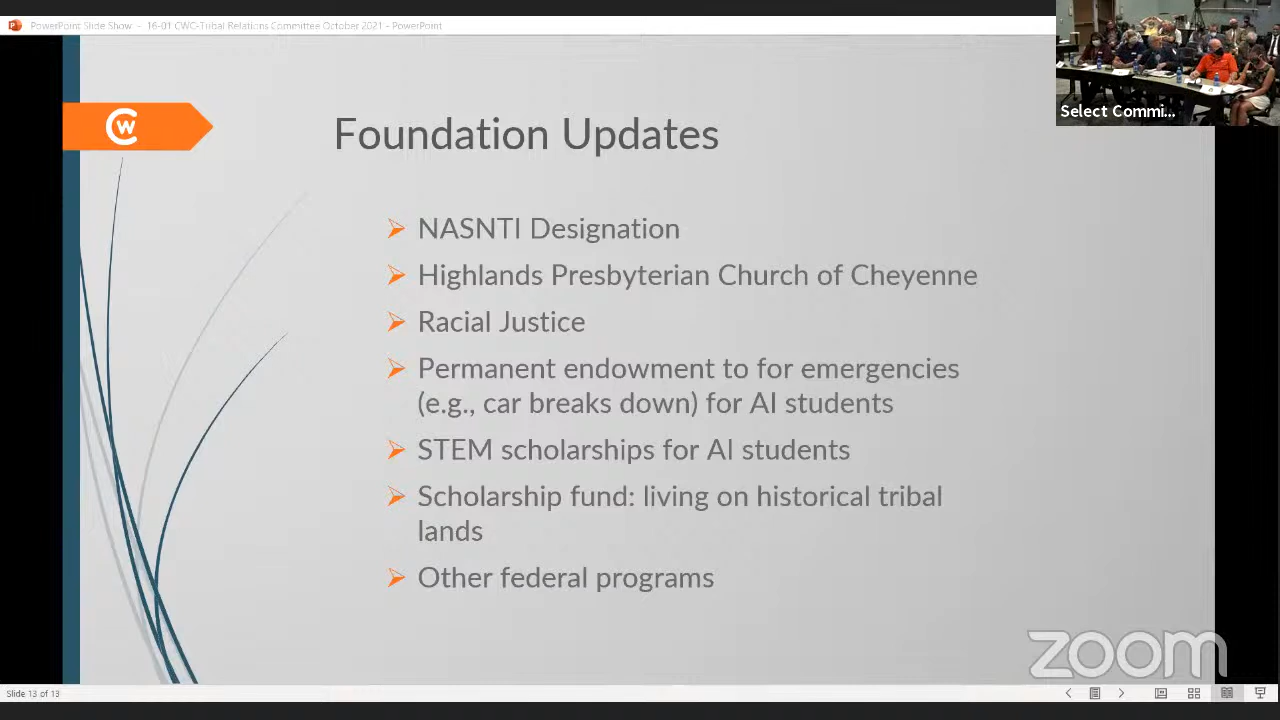 PowerPoint Slide Show - 16-01 CWC-Tribal Relations Committee October 2021 - PowerPoint
Select Commi...
CW
Foundation Updates
NASNTI Designation
Highlands Presbyterian Church of Cheyenne
Racial Justice
Permanent endowment to for emergencies
(e.g., car breaks down) for AI students
STEM scholarships for AI students
Scholarship fund: living on historical tribal
lands
Other federal programs
zoom
Slide 13 of 13